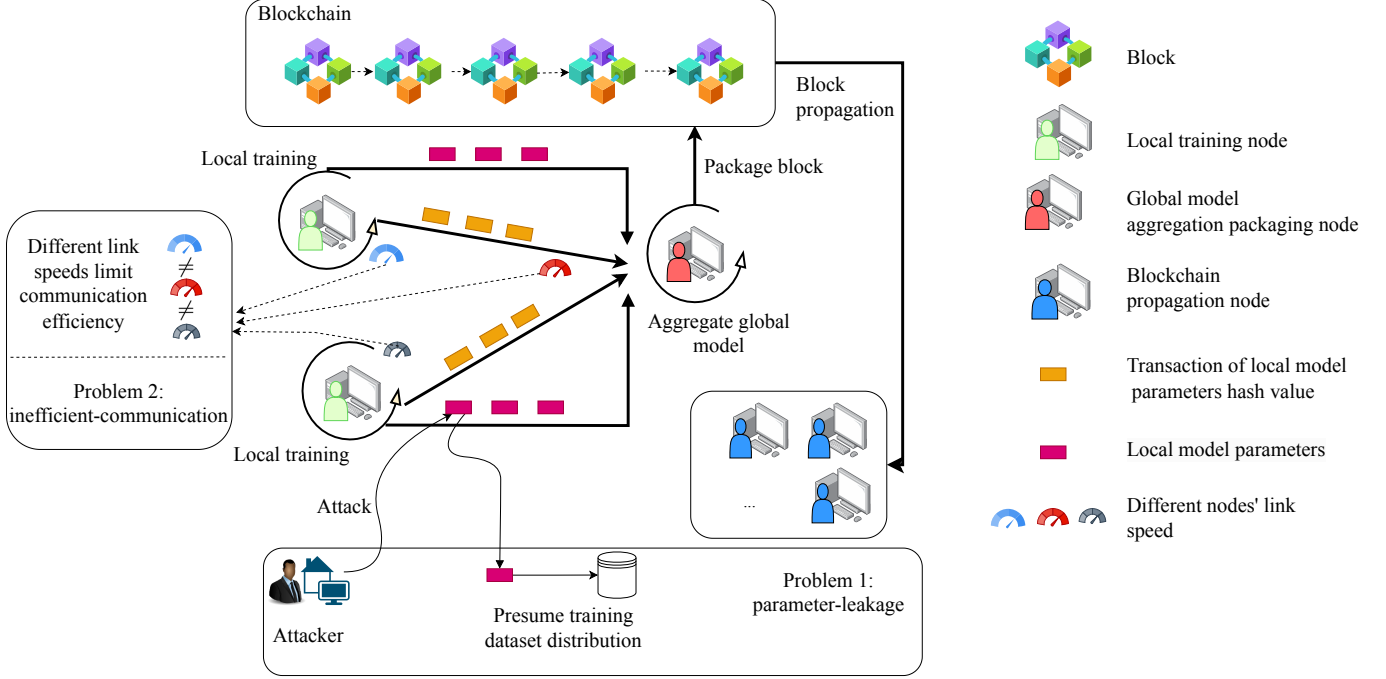 Blockchain
Block
propagation
Local training
Package block
Different link
speeds limit
communication
efficiency
≠
≠
Problem 2:
inefficient-communication
Aggregate global
model
Local training
Attack
...
Attacker
Presume training
dataset distribution
Problem 1:
parameter-leakage
Block
Local training node
Global model
aggregation packaging node
Blockchain
propagation node
Transaction of local model
parameters hash value
Local model parameters
Different nodes' link
speed